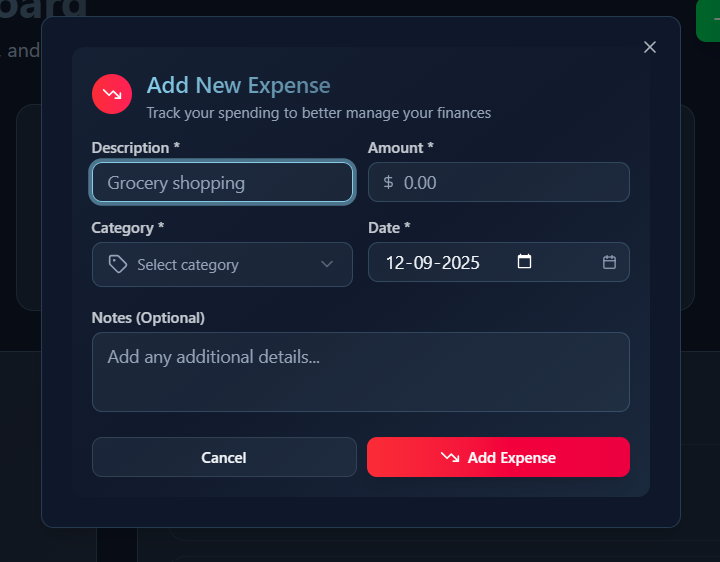 oard
, and
Add New Expense
Track your spending to better manage your finances
Description *
Amount *
Grocery shopping
$ 0.00
Category *
Date *
Select category
12-09-2025
Notes (Optional)
Add any additional details...
Cancel
Add Expense